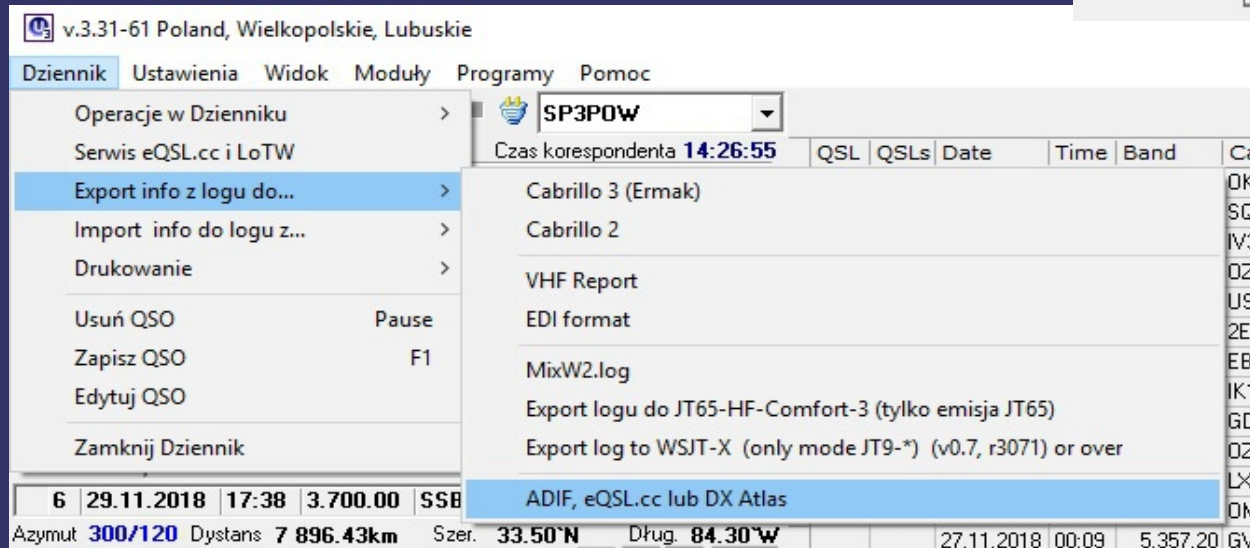 v.3.31-61 Poland, Wielkopolskie, Lubuskie
Dziennik Ustawienia Widok Moduły Programy Pomoc
Operacje w Dzienniku >
Serwis eQSL.cc i LoTW
Export info z logu do... >
Import info do logu z... >
Drukowanie >
Usuń QSO Pause
Zapisz QSO F1
Edytuj QSO
Zamknij Dziennik
SP3POW
Czas korespondenta 14:26:55 QSL QSLs Date Time Band
Cabrillo 3 (Ermak)
Cabrillo 2
VHF Report
EDI format
MixW2.log
Export logu do JT65-HF-Comfort-3 (tylko emisja JT65)
Export log to WSJT-X (only mode JT9-*) (v0.7, r3071) or over
ADIF, eQSL.cc lub DX Atlas
6 29.11.2018 17:38 3.700.00 SSB
Azymut 300/120 Dystans 7 896.43km Szer. 33.50°N Dług. 84.30°W
27.11.2018 00:09 5.357.20